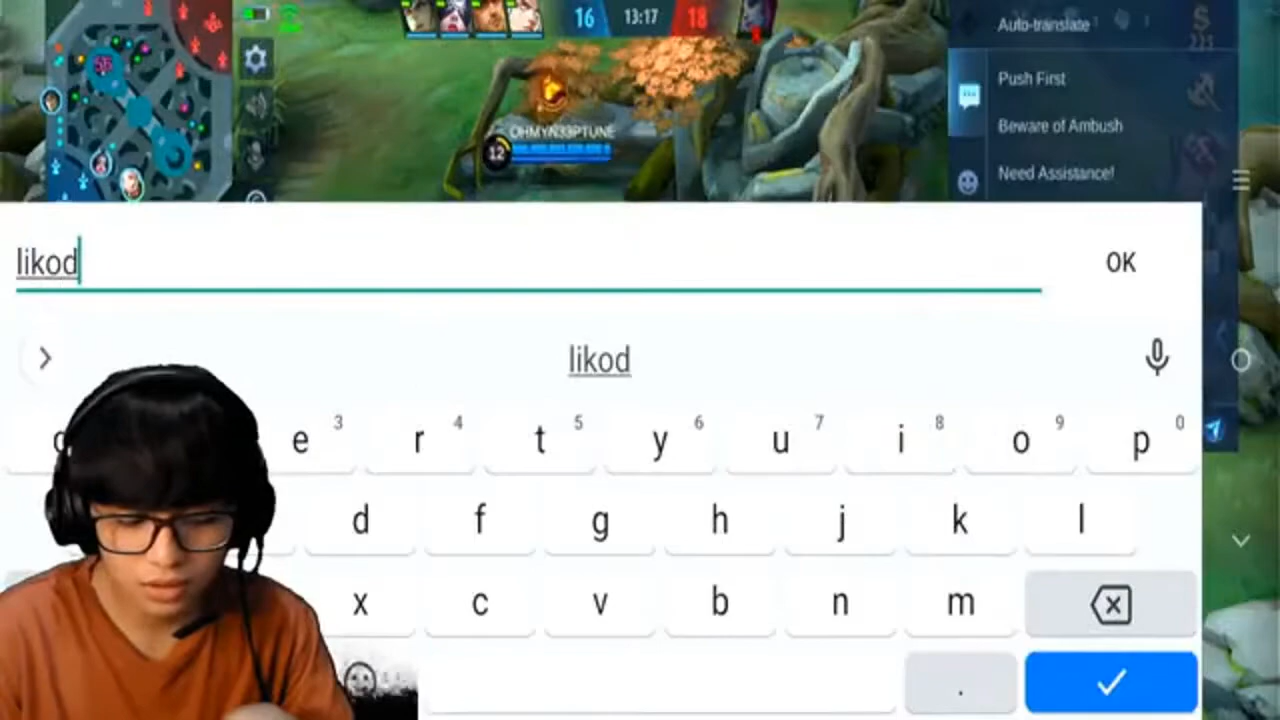 16 13:17 18
Auto-translate
Push First
Beware of Ambush
Need Assistance!
OHMYN33PTUNE
12
likod
OK
likod
e 3 r 4 t 5 y 6 u 7 i 8 o 9 p 0
d f g h j k l
x c v b n m
.